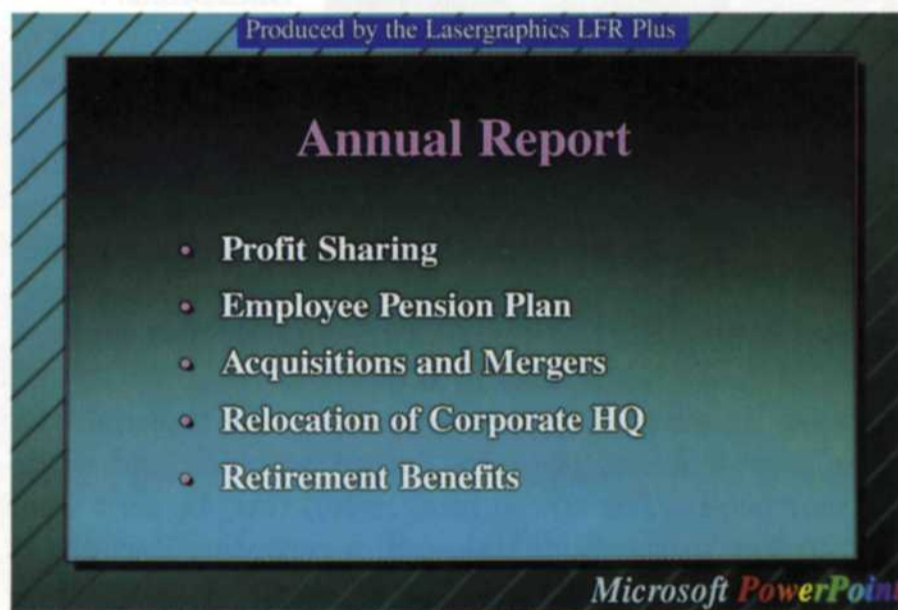 Produced by the Lasergraphics LFR Plus
Annual Report
• Profit Sharing
• Employee Pension Plan
• Acquisitions and Mergers
• Relocation of Corporate HQ
• Retirement Benefits
Microsoft PowerPoint